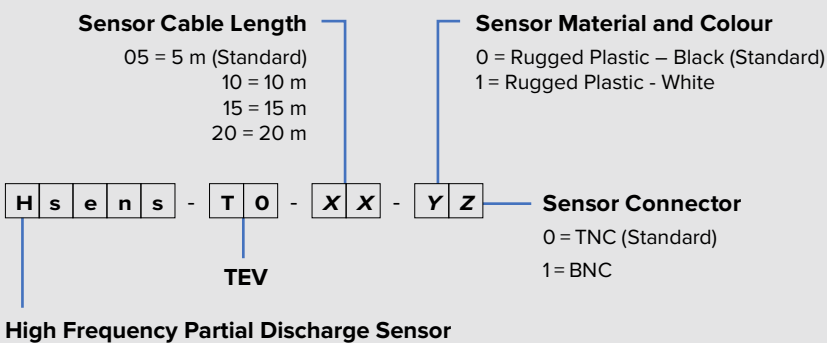 Sensor Cable Length
05 = 5 m (Standard)
10 = 10 m
15 = 15 m
20 = 20 m
Sensor Material and Colour
0 = Rugged Plastic – Black (Standard)
1 = Rugged Plastic - White
H s e n s - T 0 - X X - Y Z
Sensor Connector
0 = TNC (Standard)
1 = BNC
TEV
High Frequency Partial Discharge Sensor